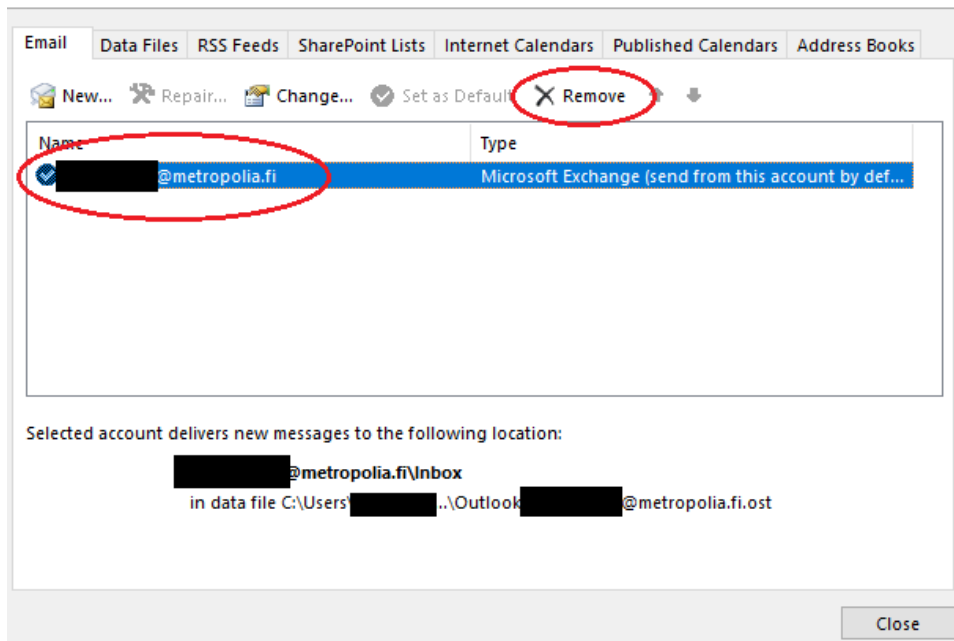 Email Data Files RSS Feeds SharePoint Lists Internet Calendars Published Calendars Address Books
New... Repair... Change... Set as Default Remove
Name Type
@metropolia.fi Microsoft Exchange (send from this account by def...
Selected account delivers new messages to the following location:
@metropolia.fi\Inbox
in data file C:\Users\ ..\Outlook @metropolia.fi.ost
Close